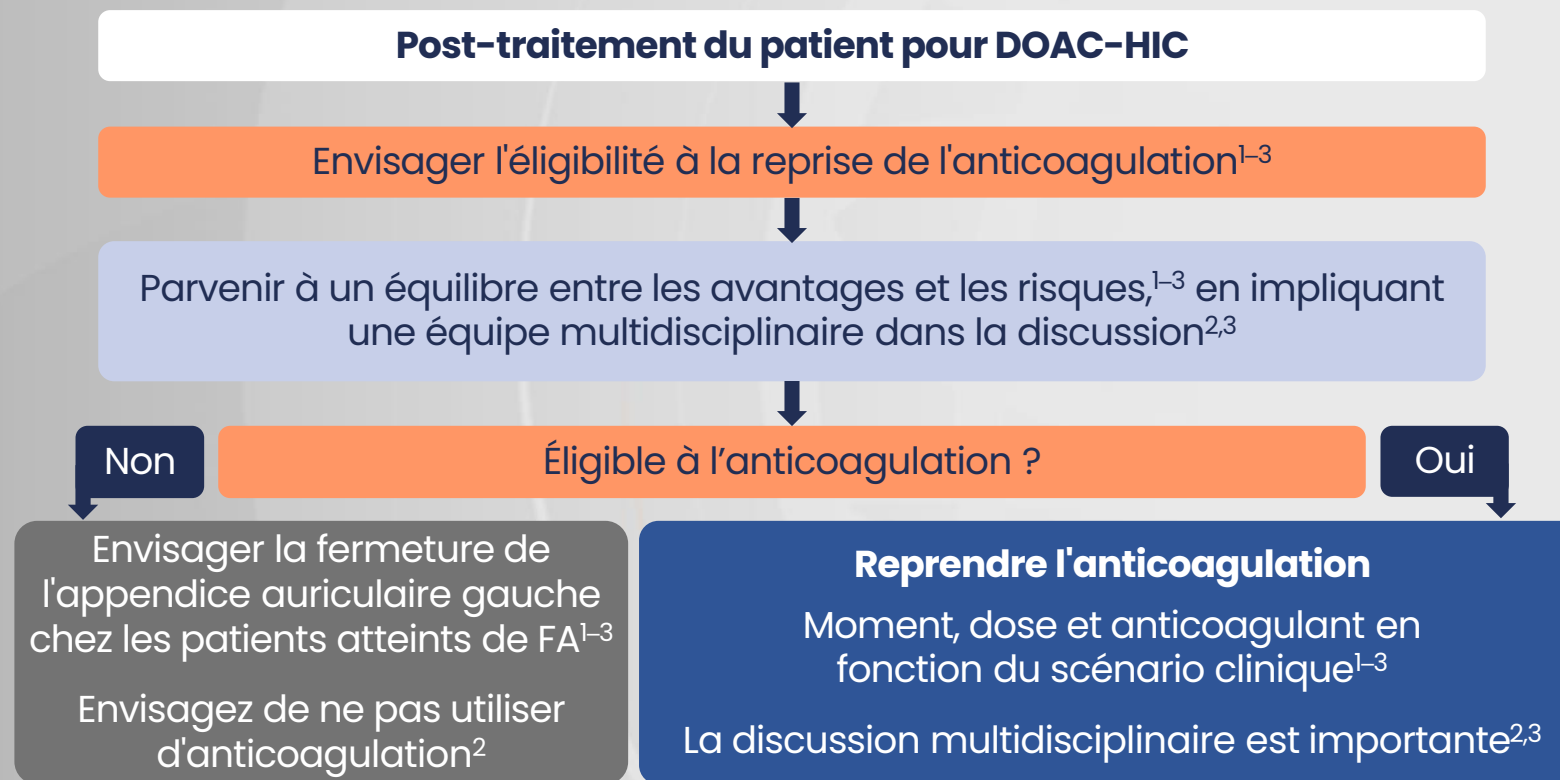 Post-traitement du patient pour DOAC-HIC
Envisager l'éligibilité à la reprise de l'anticoagulation¹⁻³
Parvenir à un équilibre entre les avantages et les risques,¹⁻³ en impliquant
une équipe multidisciplinaire dans la discussion²,³
Non
Éligible à l’anticoagulation ?
Oui
Envisager la fermeture de
l'appendice auriculaire gauche
chez les patients atteints de FA¹⁻³
Envisagez de ne pas utiliser
d'anticoagulation²
Reprendre l'anticoagulation
Moment, dose et anticoagulant en
fonction du scénario clinique¹⁻³
La discussion multidisciplinaire est importante²,³